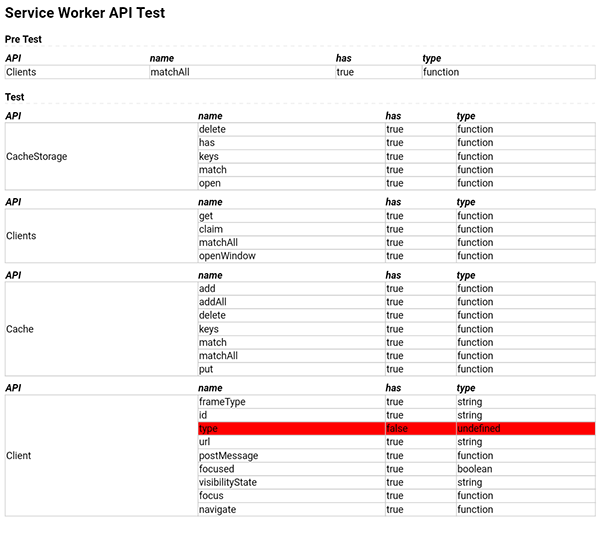 Service Worker API Test
Pre Test
API name has type
Clients matchAll true function
Test
API name has type
delete true function
has true function
CacheStorage keys true function
match true function
open true function
API name has type
get true function
Clients claim true function
matchAll true function
openWindow true function
API name has type
add true function
addAll true function
delete true function
Cache keys true function
match true function
matchAll true function
put true function
API name has type
frameType true string
id true string
type false undefined
url true string
Client postMessage true function
focused true boolean
visibilityState true string
focus true function
navigate true function